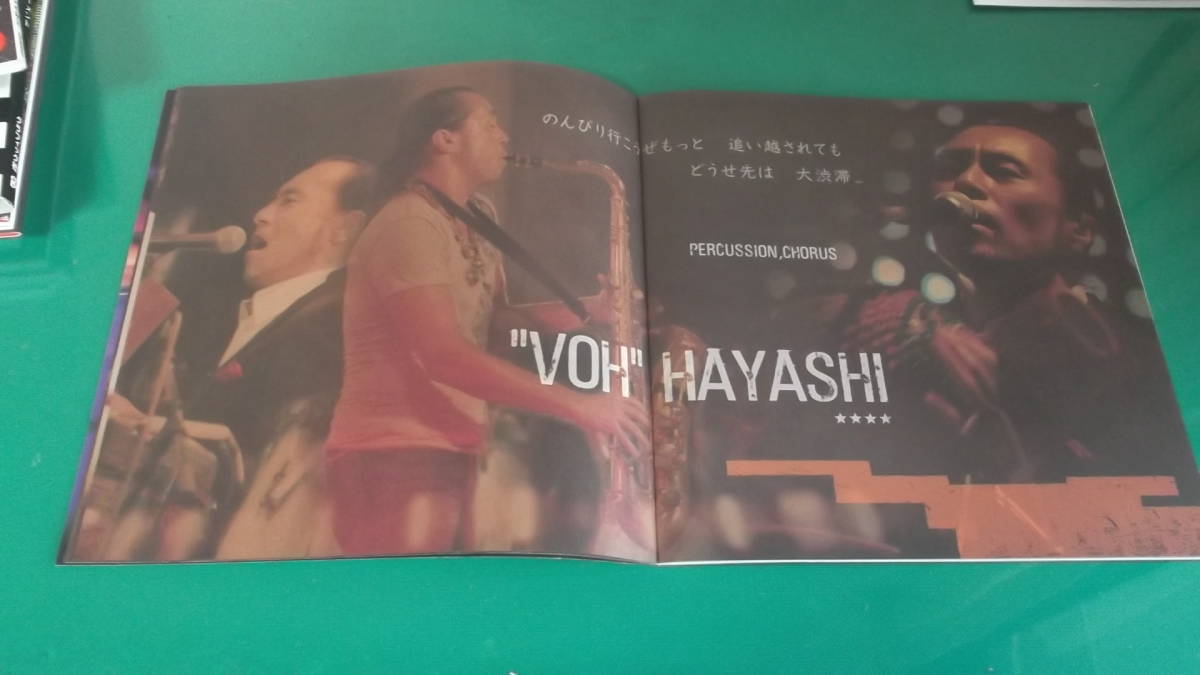 のんびり行こうぜもっと 追い越されても
どうせ先は 大渋滞_
PERCUSSION,CHORUS
"VOH" HAYASHI
★★★★